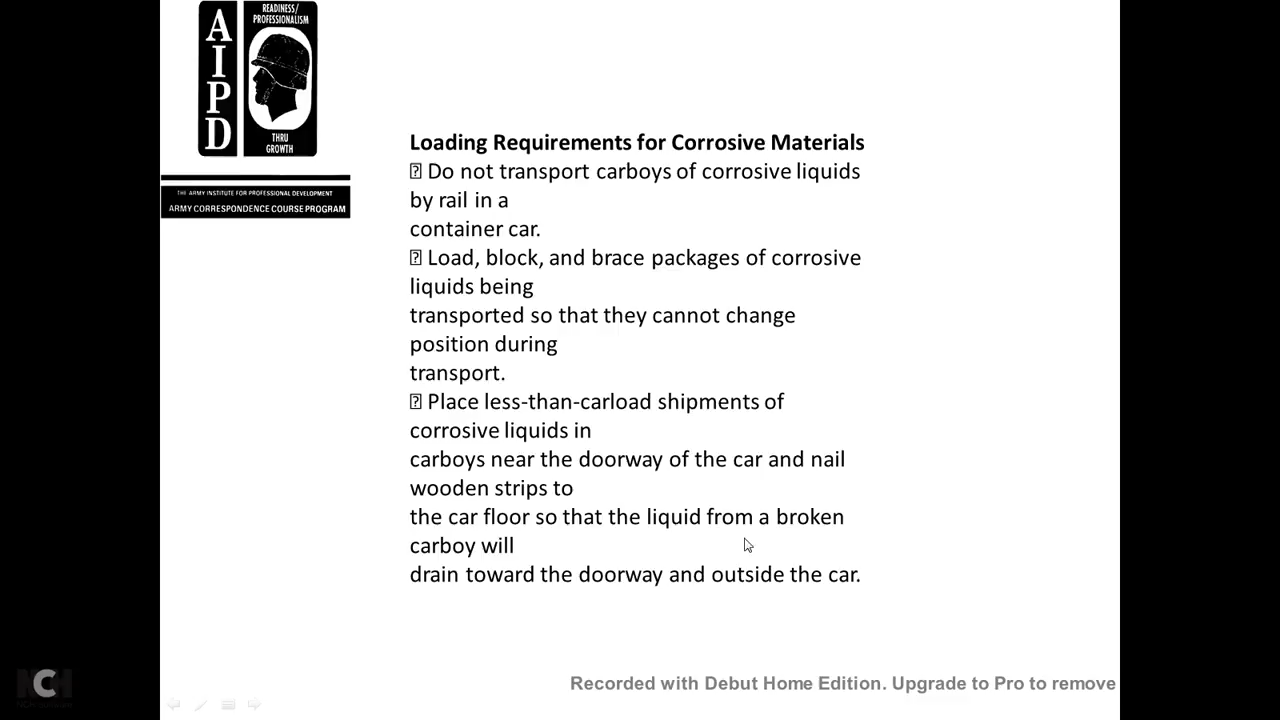 A
I
P
D
READINESS/
PROFESSIONALISM
THRU
GROWTH
THE ARMY INSTITUTE FOR PROFESSIONAL DEVELOPMENT
ARMY CORRESPONDENCE COURSE PROGRAM
Loading Requirements for Corrosive Materials
⍰ Do not transport carboys of corrosive liquids
by rail in a
container car.
⍰ Load, block, and brace packages of corrosive
liquids being
transported so that they cannot change
position during
transport.
⍰ Place less-than-carload shipments of
corrosive liquids in
carboys near the doorway of the car and nail
wooden strips to
the car floor so that the liquid from a broken
carboy will
drain toward the doorway and outside the car.
NCH
Recorded with Debut Home Edition. Upgrade to Pro to remove